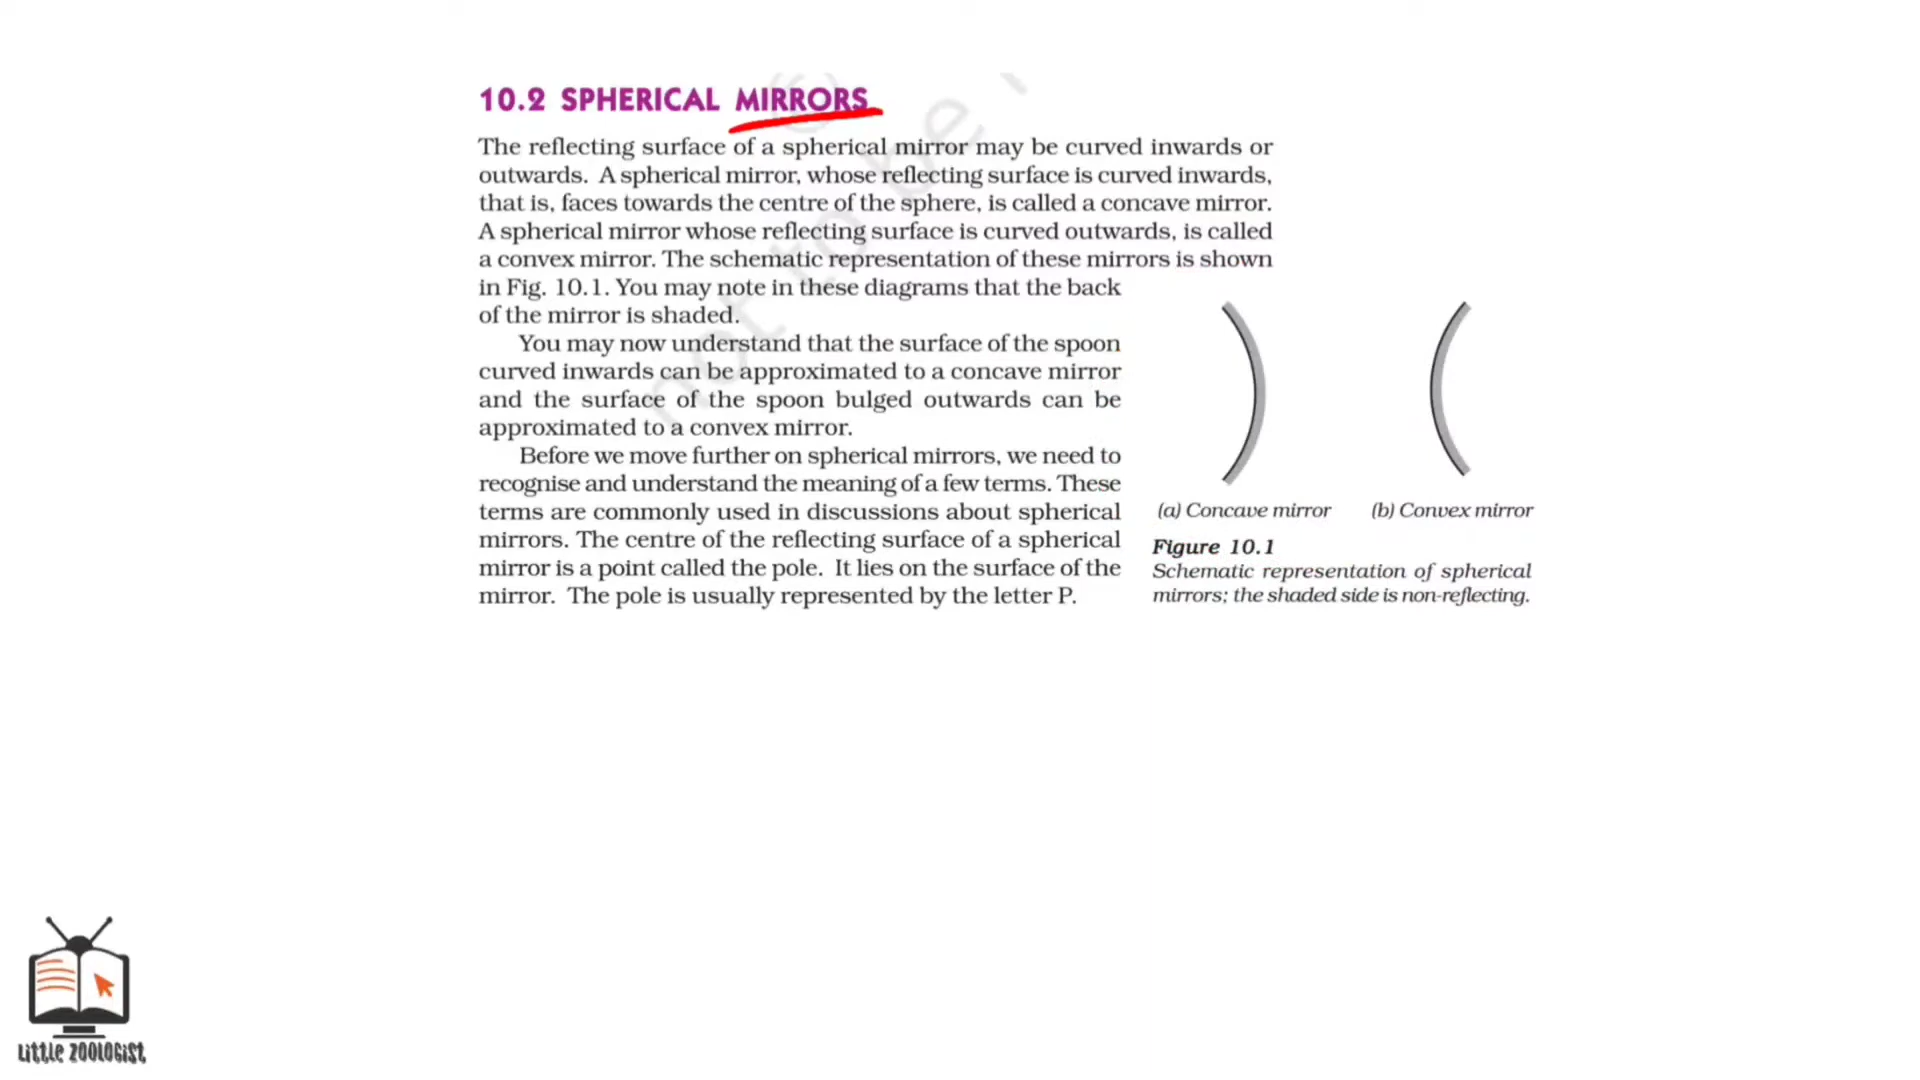 10.2 SPHERICAL MIRRORS
The reflecting surface of a spherical mirror may be curved inwards or
outwards. A spherical mirror, whose reflecting surface is curved inwards,
that is, faces towards the centre of the sphere, is called a concave mirror.
A spherical mirror whose reflecting surface is curved outwards, is called
a convex mirror. The schematic representation of these mirrors is shown
in Fig. 10.1. You may note in these diagrams that the back
of the mirror is shaded.
You may now understand that the surface of the spoon
curved inwards can be approximated to a concave mirror
and the surface of the spoon bulged outwards can be
approximated to a convex mirror.
Before we move further on spherical mirrors, we need to
recognise and understand the meaning of a few terms. These
terms are commonly used in discussions about spherical
mirrors. The centre of the reflecting surface of a spherical
mirror is a point called the pole. It lies on the surface of the
mirror. The pole is usually represented by the letter P.
(a) Concave mirror
(b) Convex mirror
Figure 10.1
Schematic representation of spherical
mirrors; the shaded side is non-reflecting.
not to be
©
LITTLE ZOOLOGIST